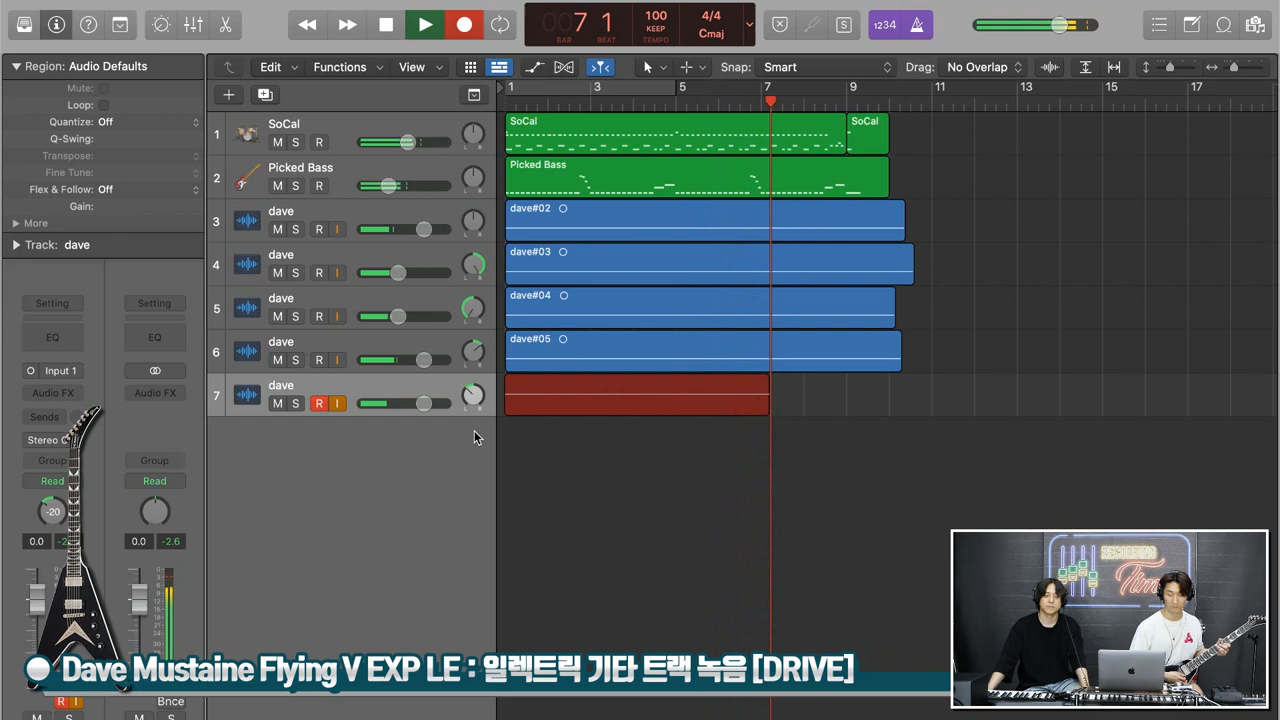 007 1
BAR BEAT
100
KEEP
TEMPO
4/4
Cmaj
S
1234
Region: Audio Defaults
Mute:
Loop:
Quantize: Off
Q-Swing:
Transpose:
Fine Tune:
Flex & Follow: Off
Gain:
More
Track: dave
Edit
Functions
View
Snap: Smart
Drag: No Overlap
1 3 5 7 9 11 13 15 17
1 SoCal
M S R
SoCal
SoCal
2 Picked Bass
M S R
Picked Bass
3 dave
M S R I
L R
dave#02
4 dave
M S R I
L R
dave#03
5 dave
M S R I
L R
dave#04
6 dave
M S R I
L R
dave#05
7 dave
M S R I
L R
Setting Setting
EQ EQ
Input 1
Audio FX Audio FX
Sends
Stereo
Group Group
Read Read
-20
0.0 0.0 -2.6
R I Bnce
M S M S
RECORDING
Time
Dave Mustaine Flying V EXP LE : 일렉트릭 기타 트랙 녹음 [DRIVE]